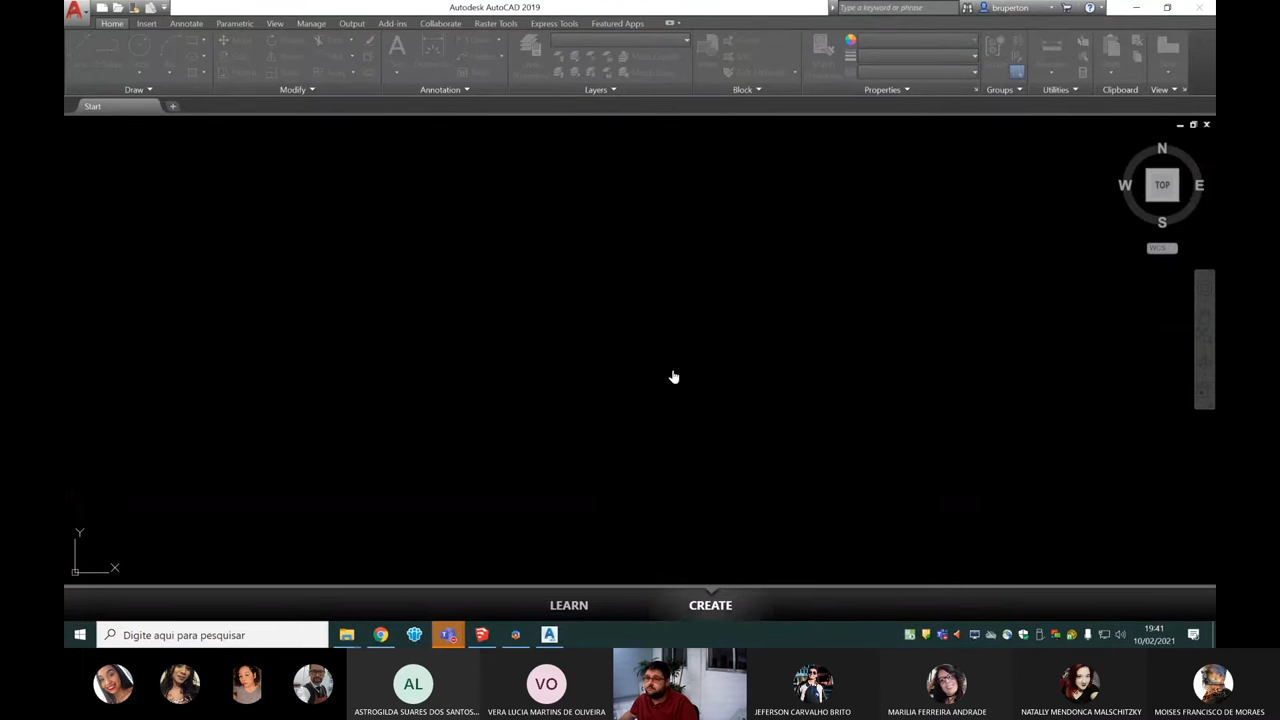 Autodesk AutoCAD 2019
Type a keyword or phrase
bruperton
Home Insert Annotate Parametric View Manage Output Add-ins Collaborate Raster Tools Express Tools Featured Apps
Draw Modify Annotation Layers Block Properties Groups Utilities Clipboard View
Start
N
W TOP E
S
WCS
Y
X
LEARN CREATE
Digite aqui para pesquisar
19:41
10/02/2021
AL VO
ASTROGILDA SUARES DOS SANTOS... VERA LUCIA MARTINS DE OLIVEIRA JEFERSON CARVALHO BRITO MARILIA FERREIRA ANDRADE NATALLY MENDONCA MALSCHITZKY MOISES FRANCISCO DE MORAES